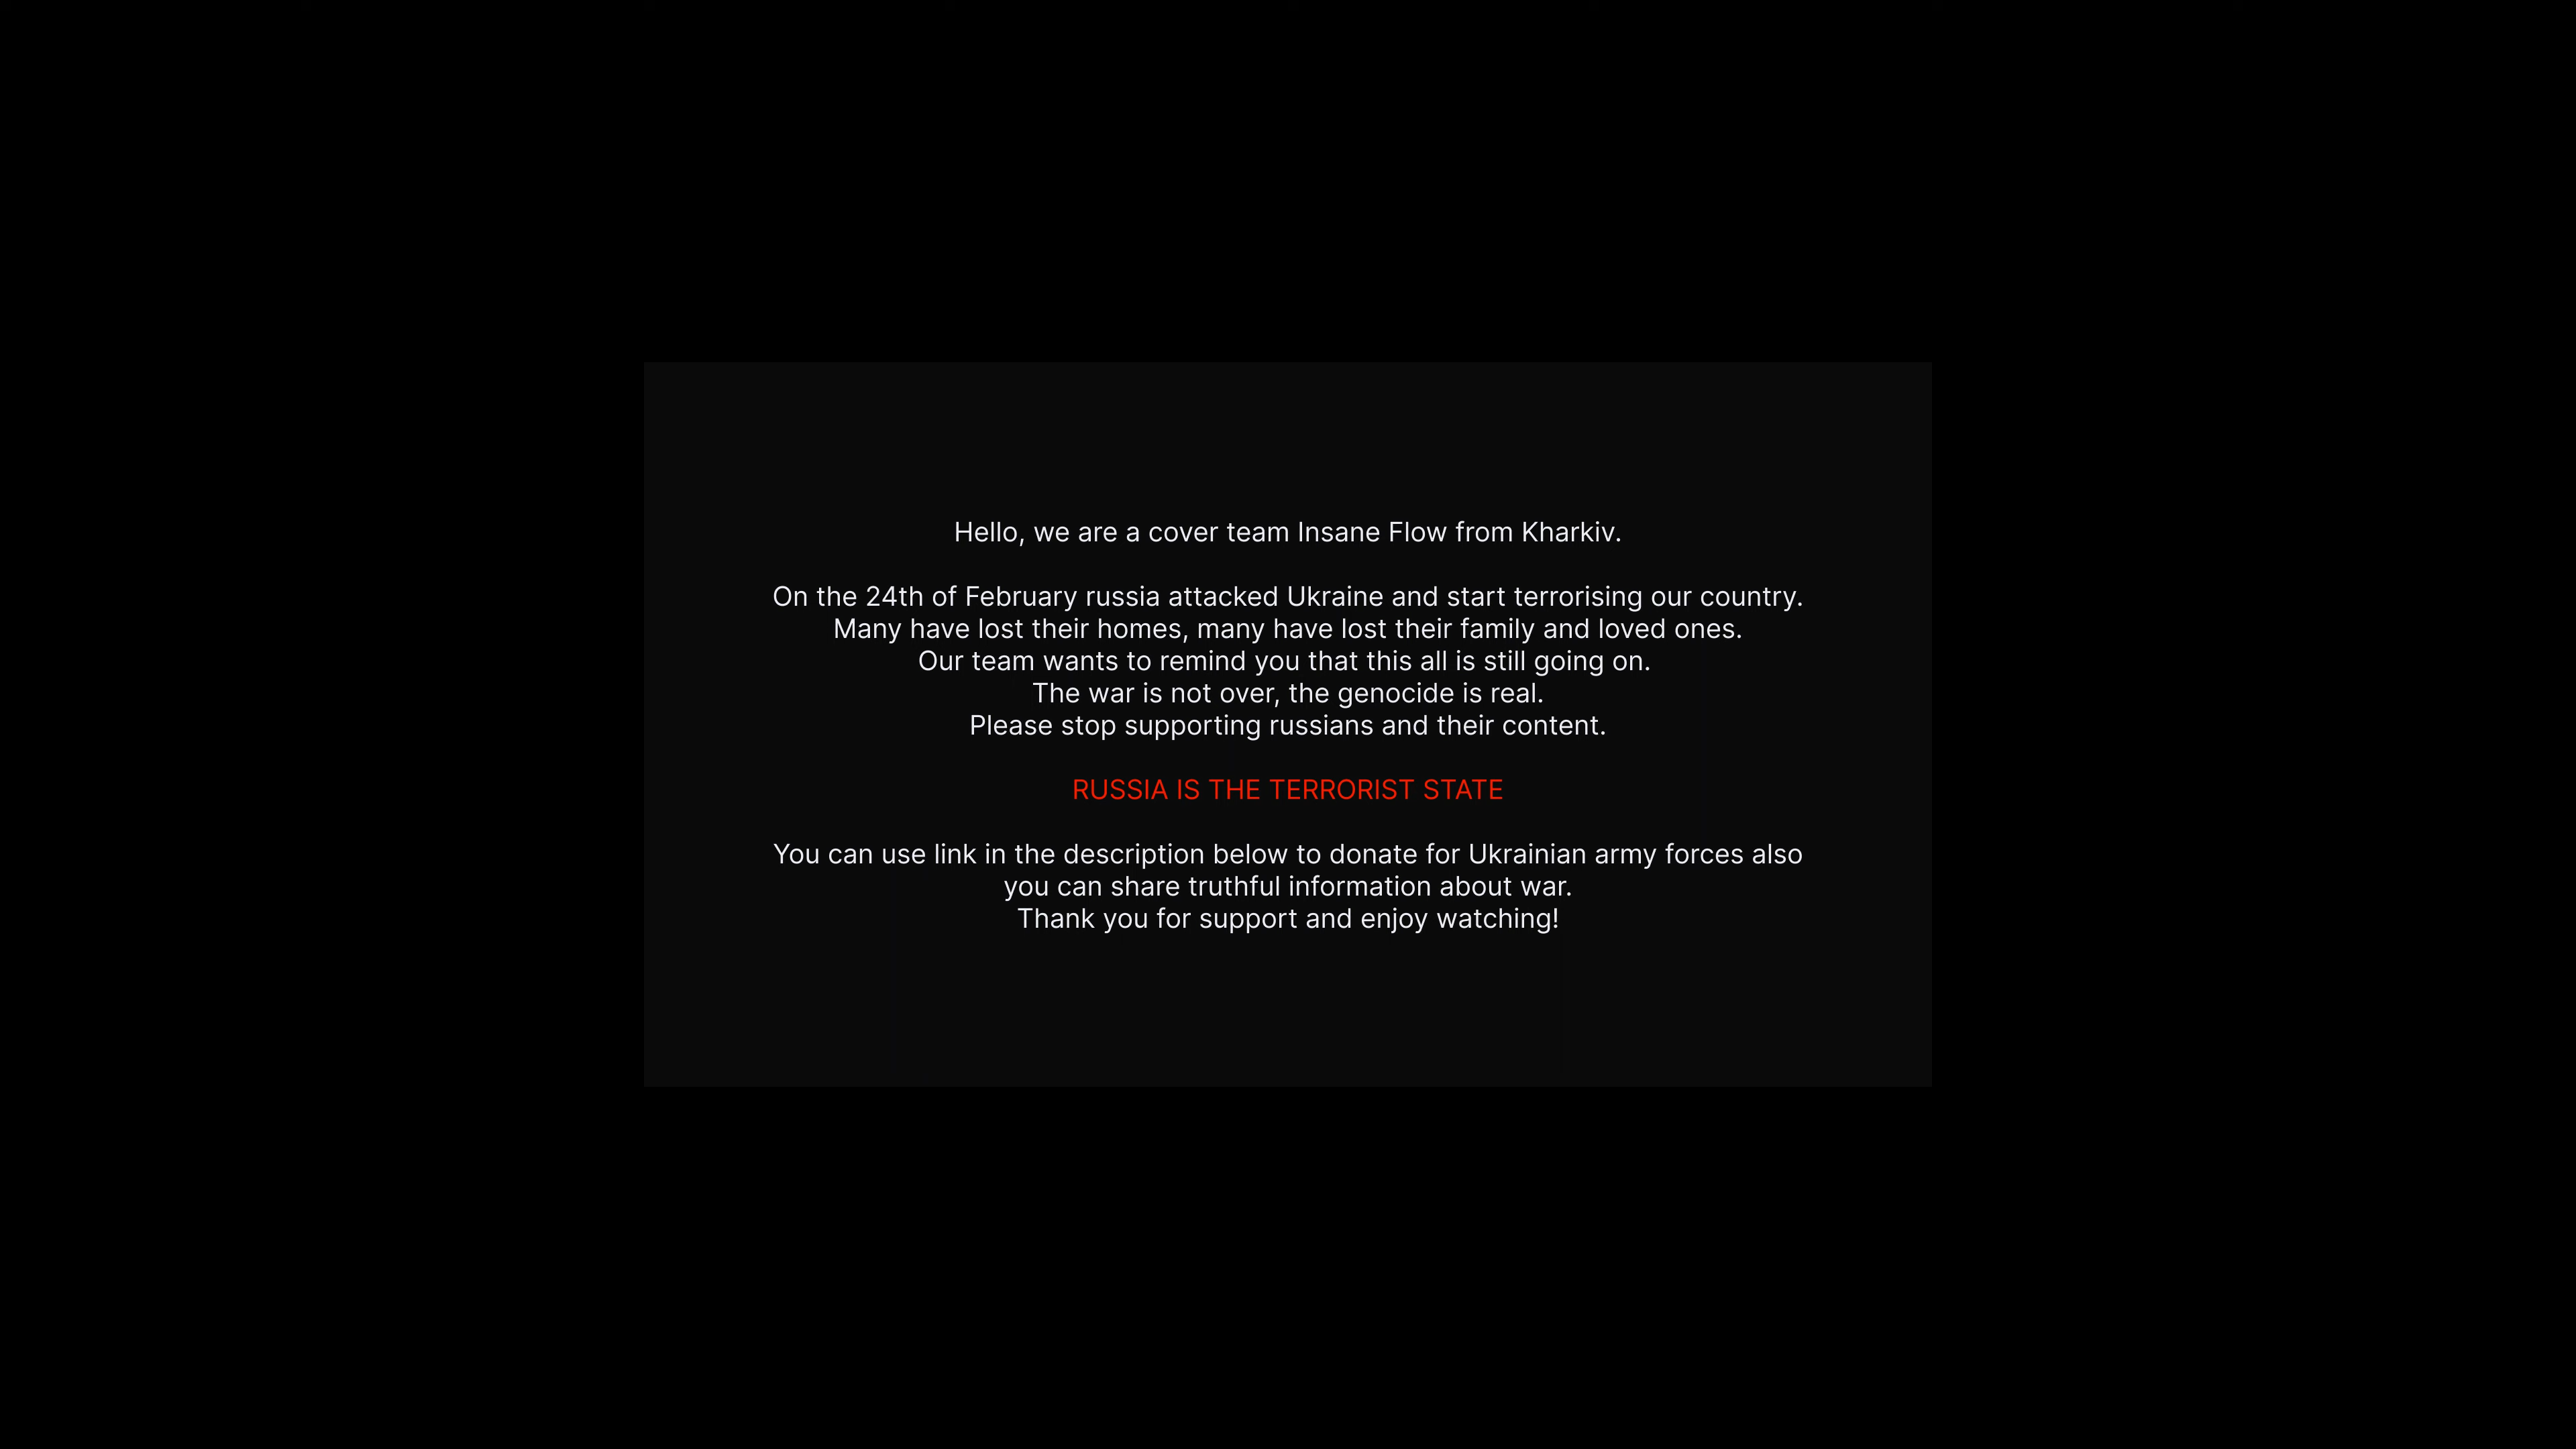 Hello, we are a cover team Insane Flow from Kharkiv.
On the 24th of February russia attacked Ukraine and start terrorising our country.
Many have lost their homes, many have lost their family and loved ones.
Our team wants to remind you that this all is still going on.
The war is not over, the genocide is real.
Please stop supporting russians and their content.
RUSSIA IS THE TERRORIST STATE
You can use link in the description below to donate for Ukrainian army forces also
you can share truthful information about war.
Thank you for support and enjoy watching!